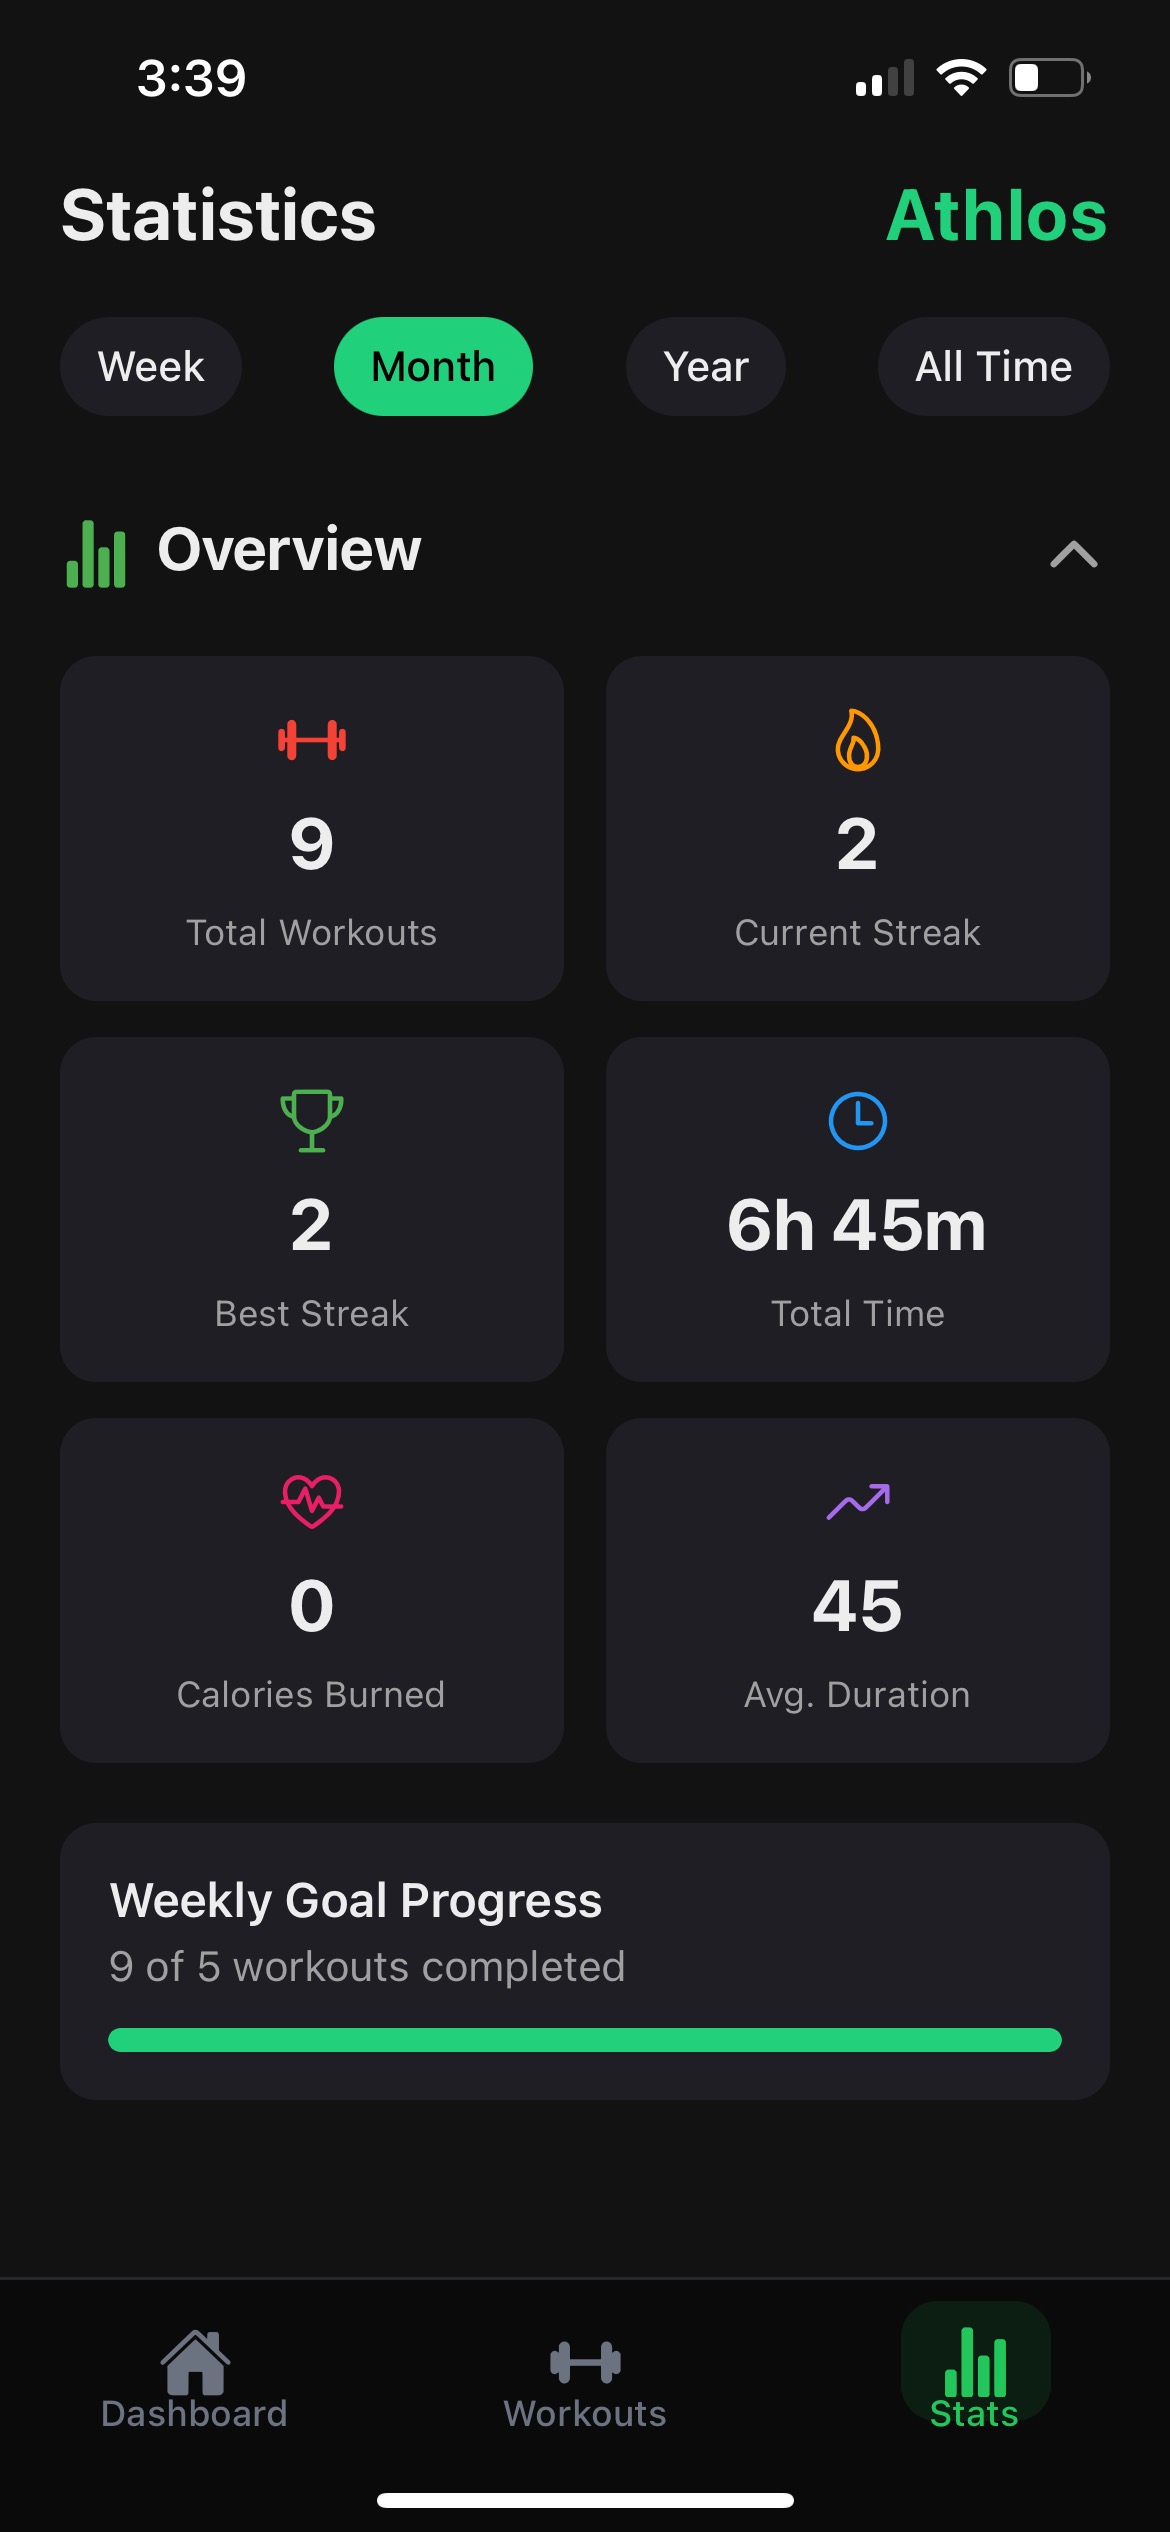 3:39
Statistics
Athlos
Week
Month
Year
All Time
Overview
9
Total Workouts
2
Current Streak
2
Best Streak
6h 45m
Total Time
0
Calories Burned
45
Avg. Duration
Weekly Goal Progress
9 of 5 workouts completed
Dashboard
Workouts
Stats